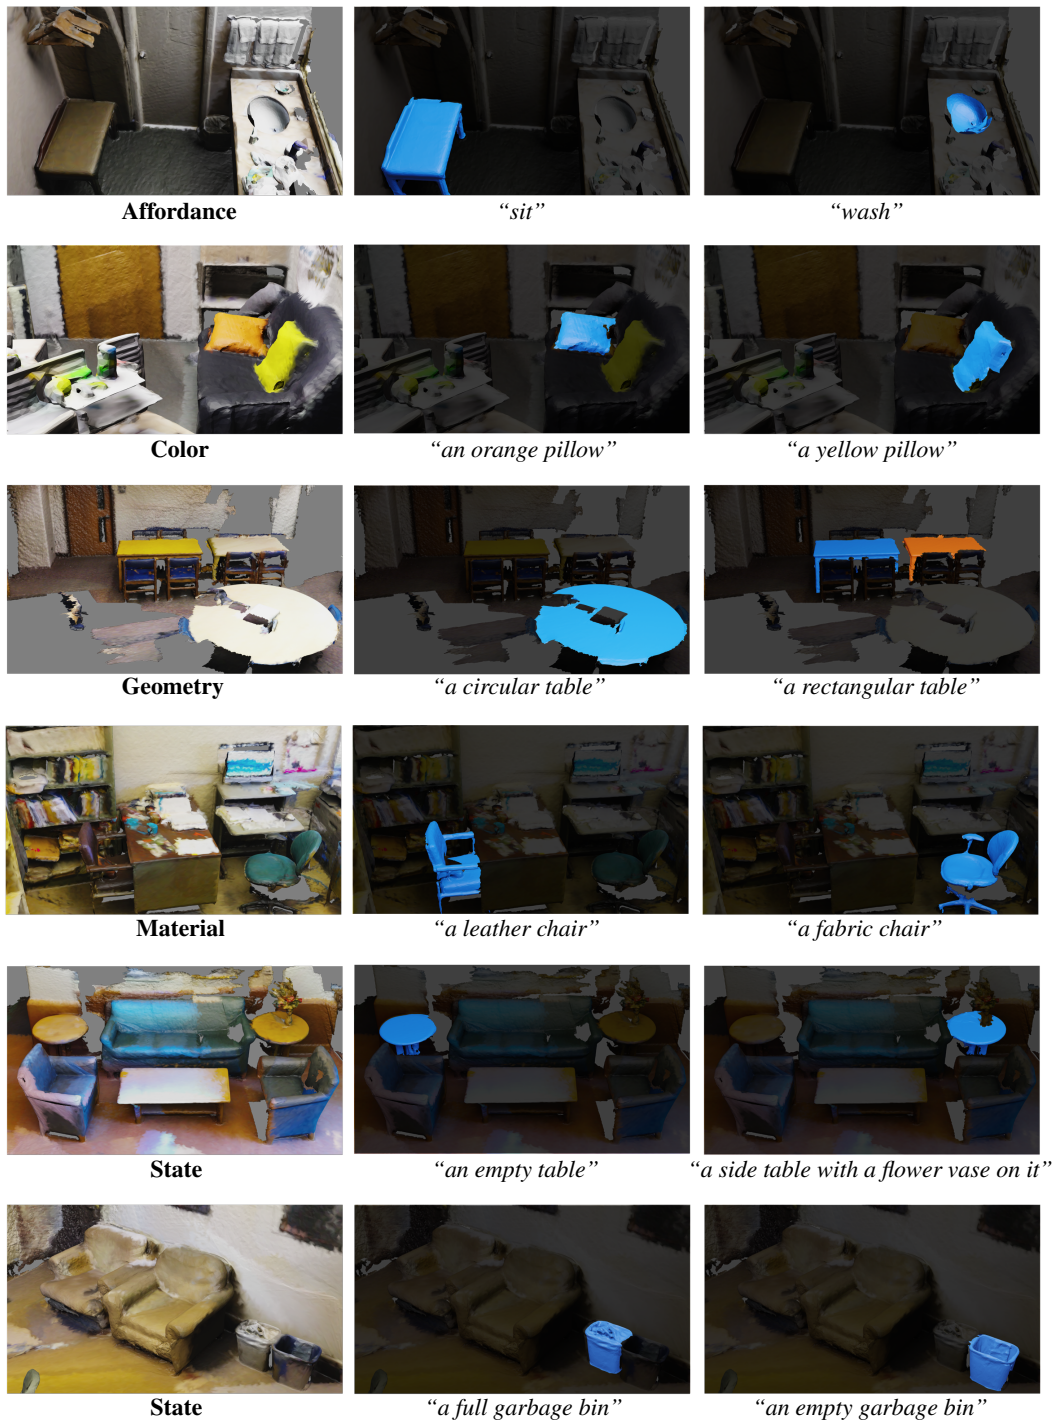 Affordance “sit” “wash”
Color “an orange pillow” “a yellow pillow”
Geometry “a circular table” “a rectangular table”
Material “a leather chair” “a fabric chair”
State “an empty table” “a side table with a flower vase on it”
State “a full garbage bin” “an empty garbage bin”